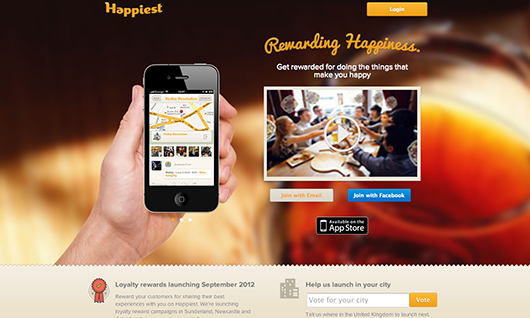 Happiest
Login
Rewarding Happiness.
Get rewarded for doing the things that
make you happy
Join with Email
Join with Facebook
Available on the
App Store
Loyalty rewards launching September 2012
Reward your customers for sharing their best
experiences with you on Happiest. We're launching
loyalty reward campaigns in Sunderland, Newcastle and
Help us launch in your city
Vote for your city
Vote
Tell us where in the United Kingdom to launch next.